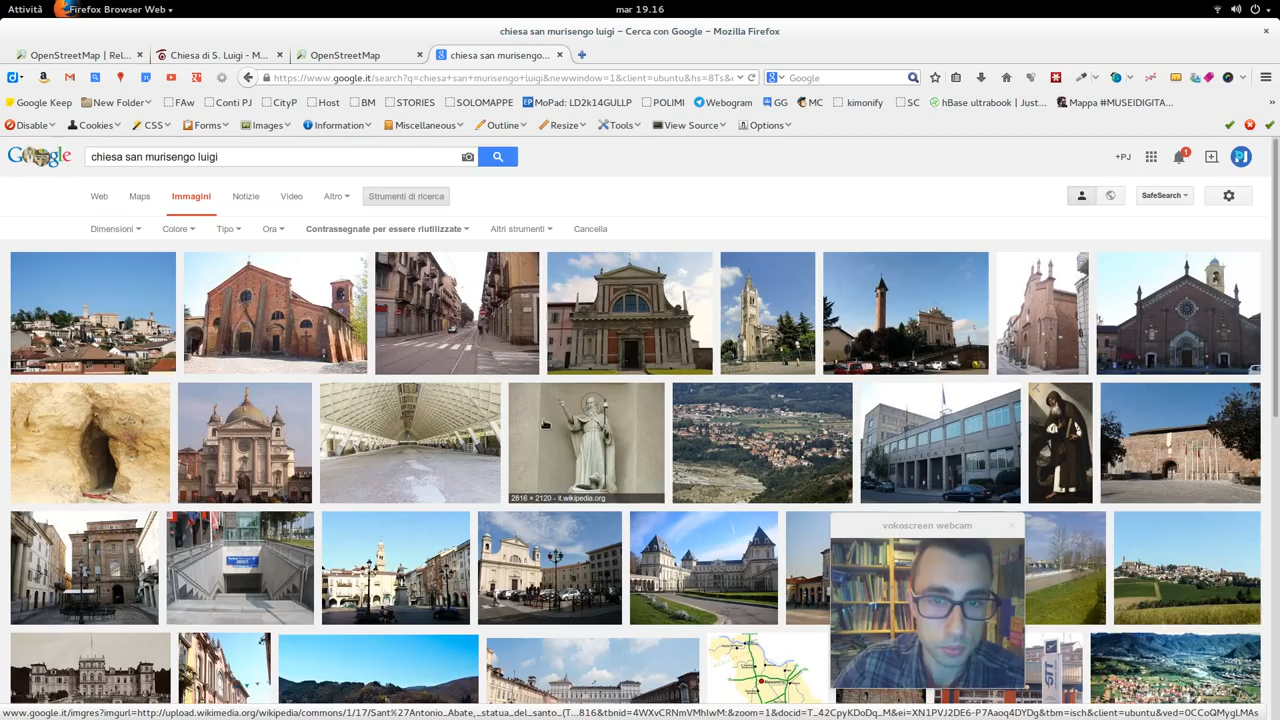 Attività
Firefox Browser Web
mar 19.16
chiesa san murisengo luigi – Cerca con Google – Mozilla Firefox
OpenStreetMap | Rel...
Chiesa di S. Luigi - M...
OpenStreetMap
chiesa san murisengo...
https://www.google.it/search?q=chiesa+san+murisengo+luigi&newwindow=1&client=ubuntu&hs=8Ts&
Google
Google Keep
New Folder
FAw
Conti PJ
CityP
Host
BM
STORIES
SOLOMAPPE
MoPad: LD2k14GULLP
POLIMI
Webogram
GG
MC
kimonify
SC
hBase ultrabook | Just...
Mappa #MUSEIDIGITA...
Disable
Cookies
CSS
Forms
Images
Information
Miscellaneous
Outline
Resize
Tools
View Source
Options
Google
chiesa san murisengo luigi
+PJ
1
Web
Maps
Immagini
Notizie
Video
Altro
Strumenti di ricerca
SafeSearch
Dimensioni
Colore
Tipo
Ora
Contrassegnate per essere riutilizzate
Altri strumenti
Cancella
2816 × 2120 - it.wikipedia.org
vokoscreen webcam
www.google.it/imgres?imgurl=http://upload.wikimedia.org/wikipedia/commons/1/17/Sant%27Antonio_Abate,_statua_del_santo_(T...816&tbnid=4WXvCRNmVMhIwM:&zoom=1&docid=T_42CpyKDoDq_M&ei=XN1PVJ2DE6-P7Aaoq4DYDg&tbm=isch&client=ubuntu&ved=0CCoQMygLMAs